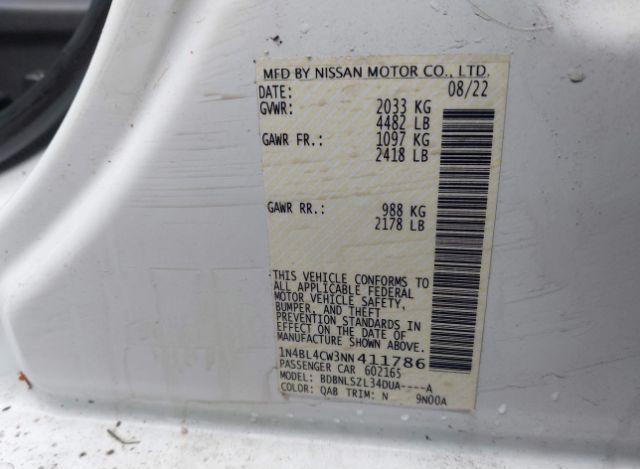 MFD BY NISSAN MOTOR CO., LTD.
DATE: 08/22
GVWR: 2033 KG
4482 LB
GAWR FR.: 1097 KG
2418 LB
GAWR RR.: 988 KG
2178 LB
THIS VEHICLE CONFORMS TO
ALL APPLICABLE FEDERAL
MOTOR VEHICLE SAFETY,
BUMPER, AND THEFT
PREVENTION STANDARDS IN
EFFECT ON THE DATE OF
MANUFACTURE SHOWN ABOVE.
1N4BL4CW3NN411786
PASSENGER CAR 602165
MODEL: BDBNLSZL34DUA----A
COLOR: QAB TRIM: N 9N00A